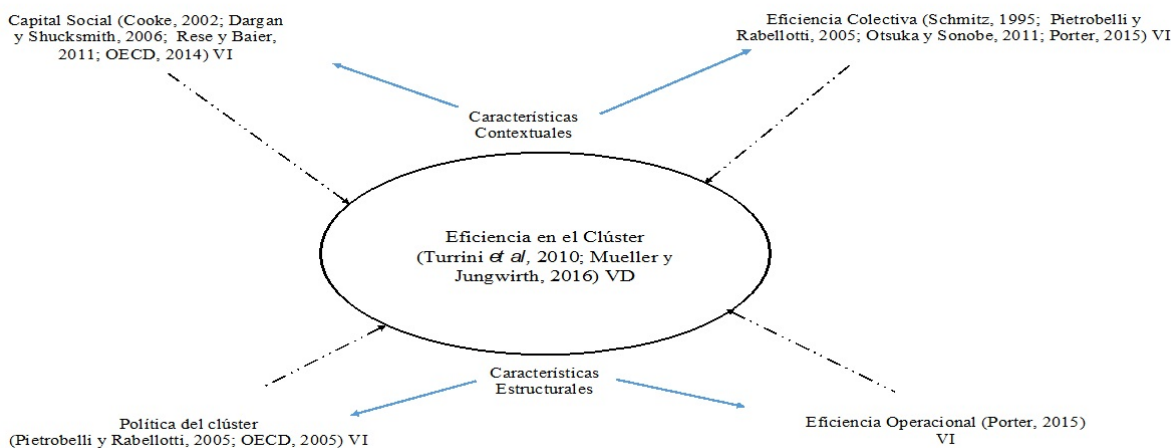 Capital Social (Cooke, 2002; Dargan
y Shucksmith, 2006; Rese y Baier,
2011; OECD, 2014) VI
Eficiencia Colectiva (Schmitz, 1995; Pietrobelli y
Rabellotti, 2005; Otsuka y Sonobe, 2011; Porter, 2015) VI
Características
Contextuales
Eficiencia en el Clúster
(Turrini et al, 2010; Mueller y
Jungwirth, 2016) VD
Características
Estructurales
Política del clúster
(Pietrobelli y Rabellotti, 2005; OECD, 2005) VI
Eficiencia Operacional (Porter, 2015)
VI